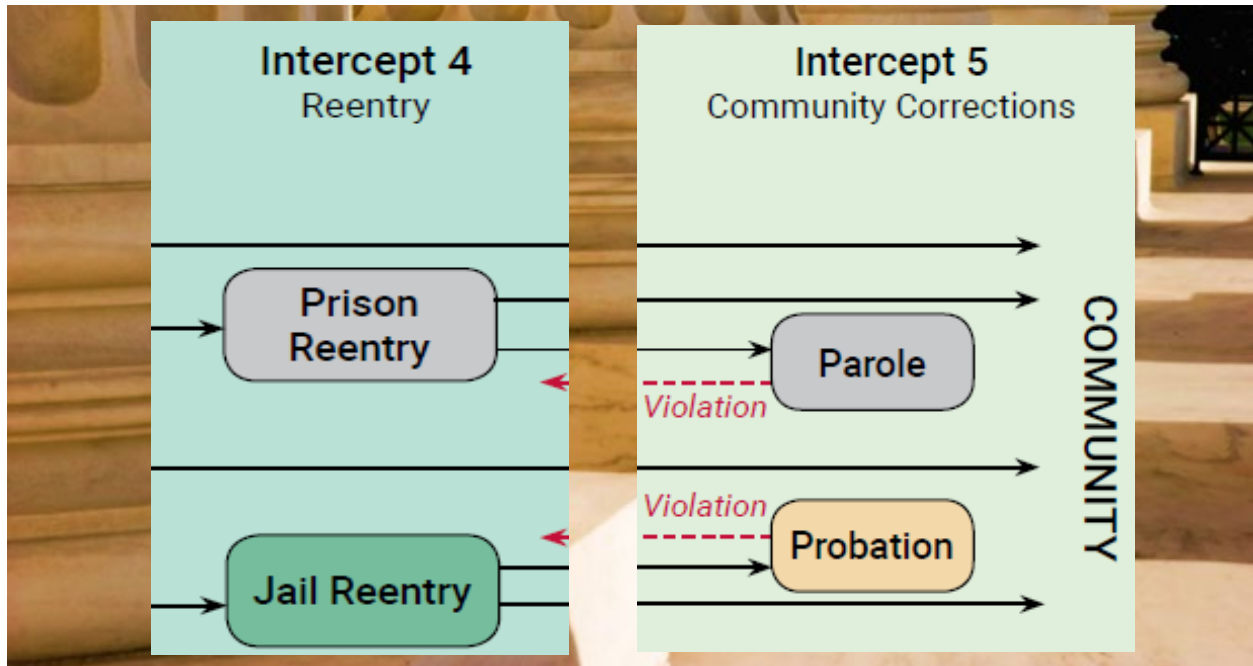 Intercept 4
Reentry
Prison
Reentry
Jail Reentry
Intercept 5
Community Corrections
Parole
Violation
Violation
Probation
COMMUNITY